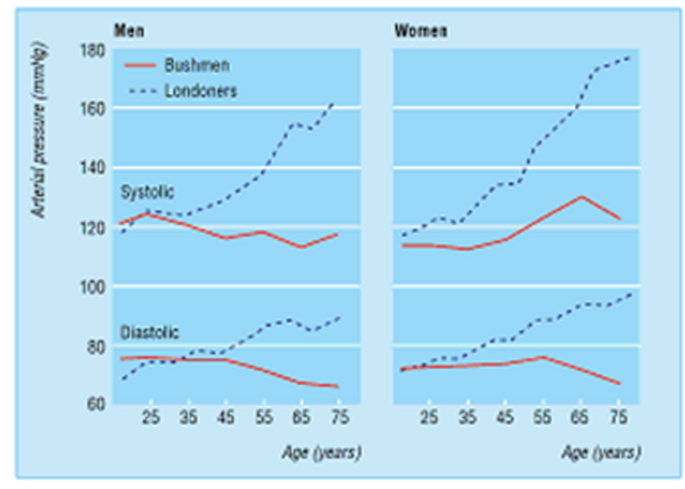 Men
Women
Arterial pressure (mmHg)
180
160
140
120
100
80
60
Bushmen
Londoners
Systolic
Diastolic
25 35 45 55 65 75
25 35 45 55 65 75
Age (years)
Age (years)